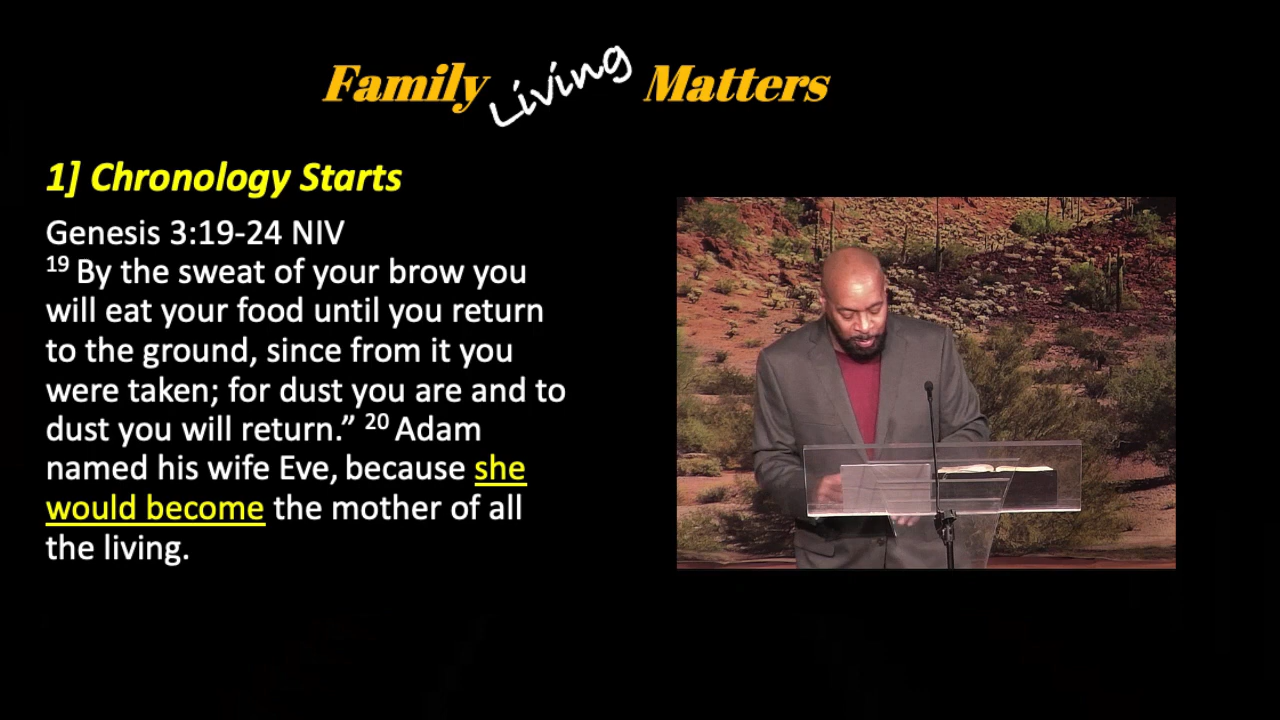 Family Living Matters
1] Chronology Starts
Genesis 3:19-24 NIV
19 By the sweat of your brow you
will eat your food until you return
to the ground, since from it you
were taken; for dust you are and to
dust you will return.” 20 Adam
named his wife Eve, because she
would become the mother of all
the living.